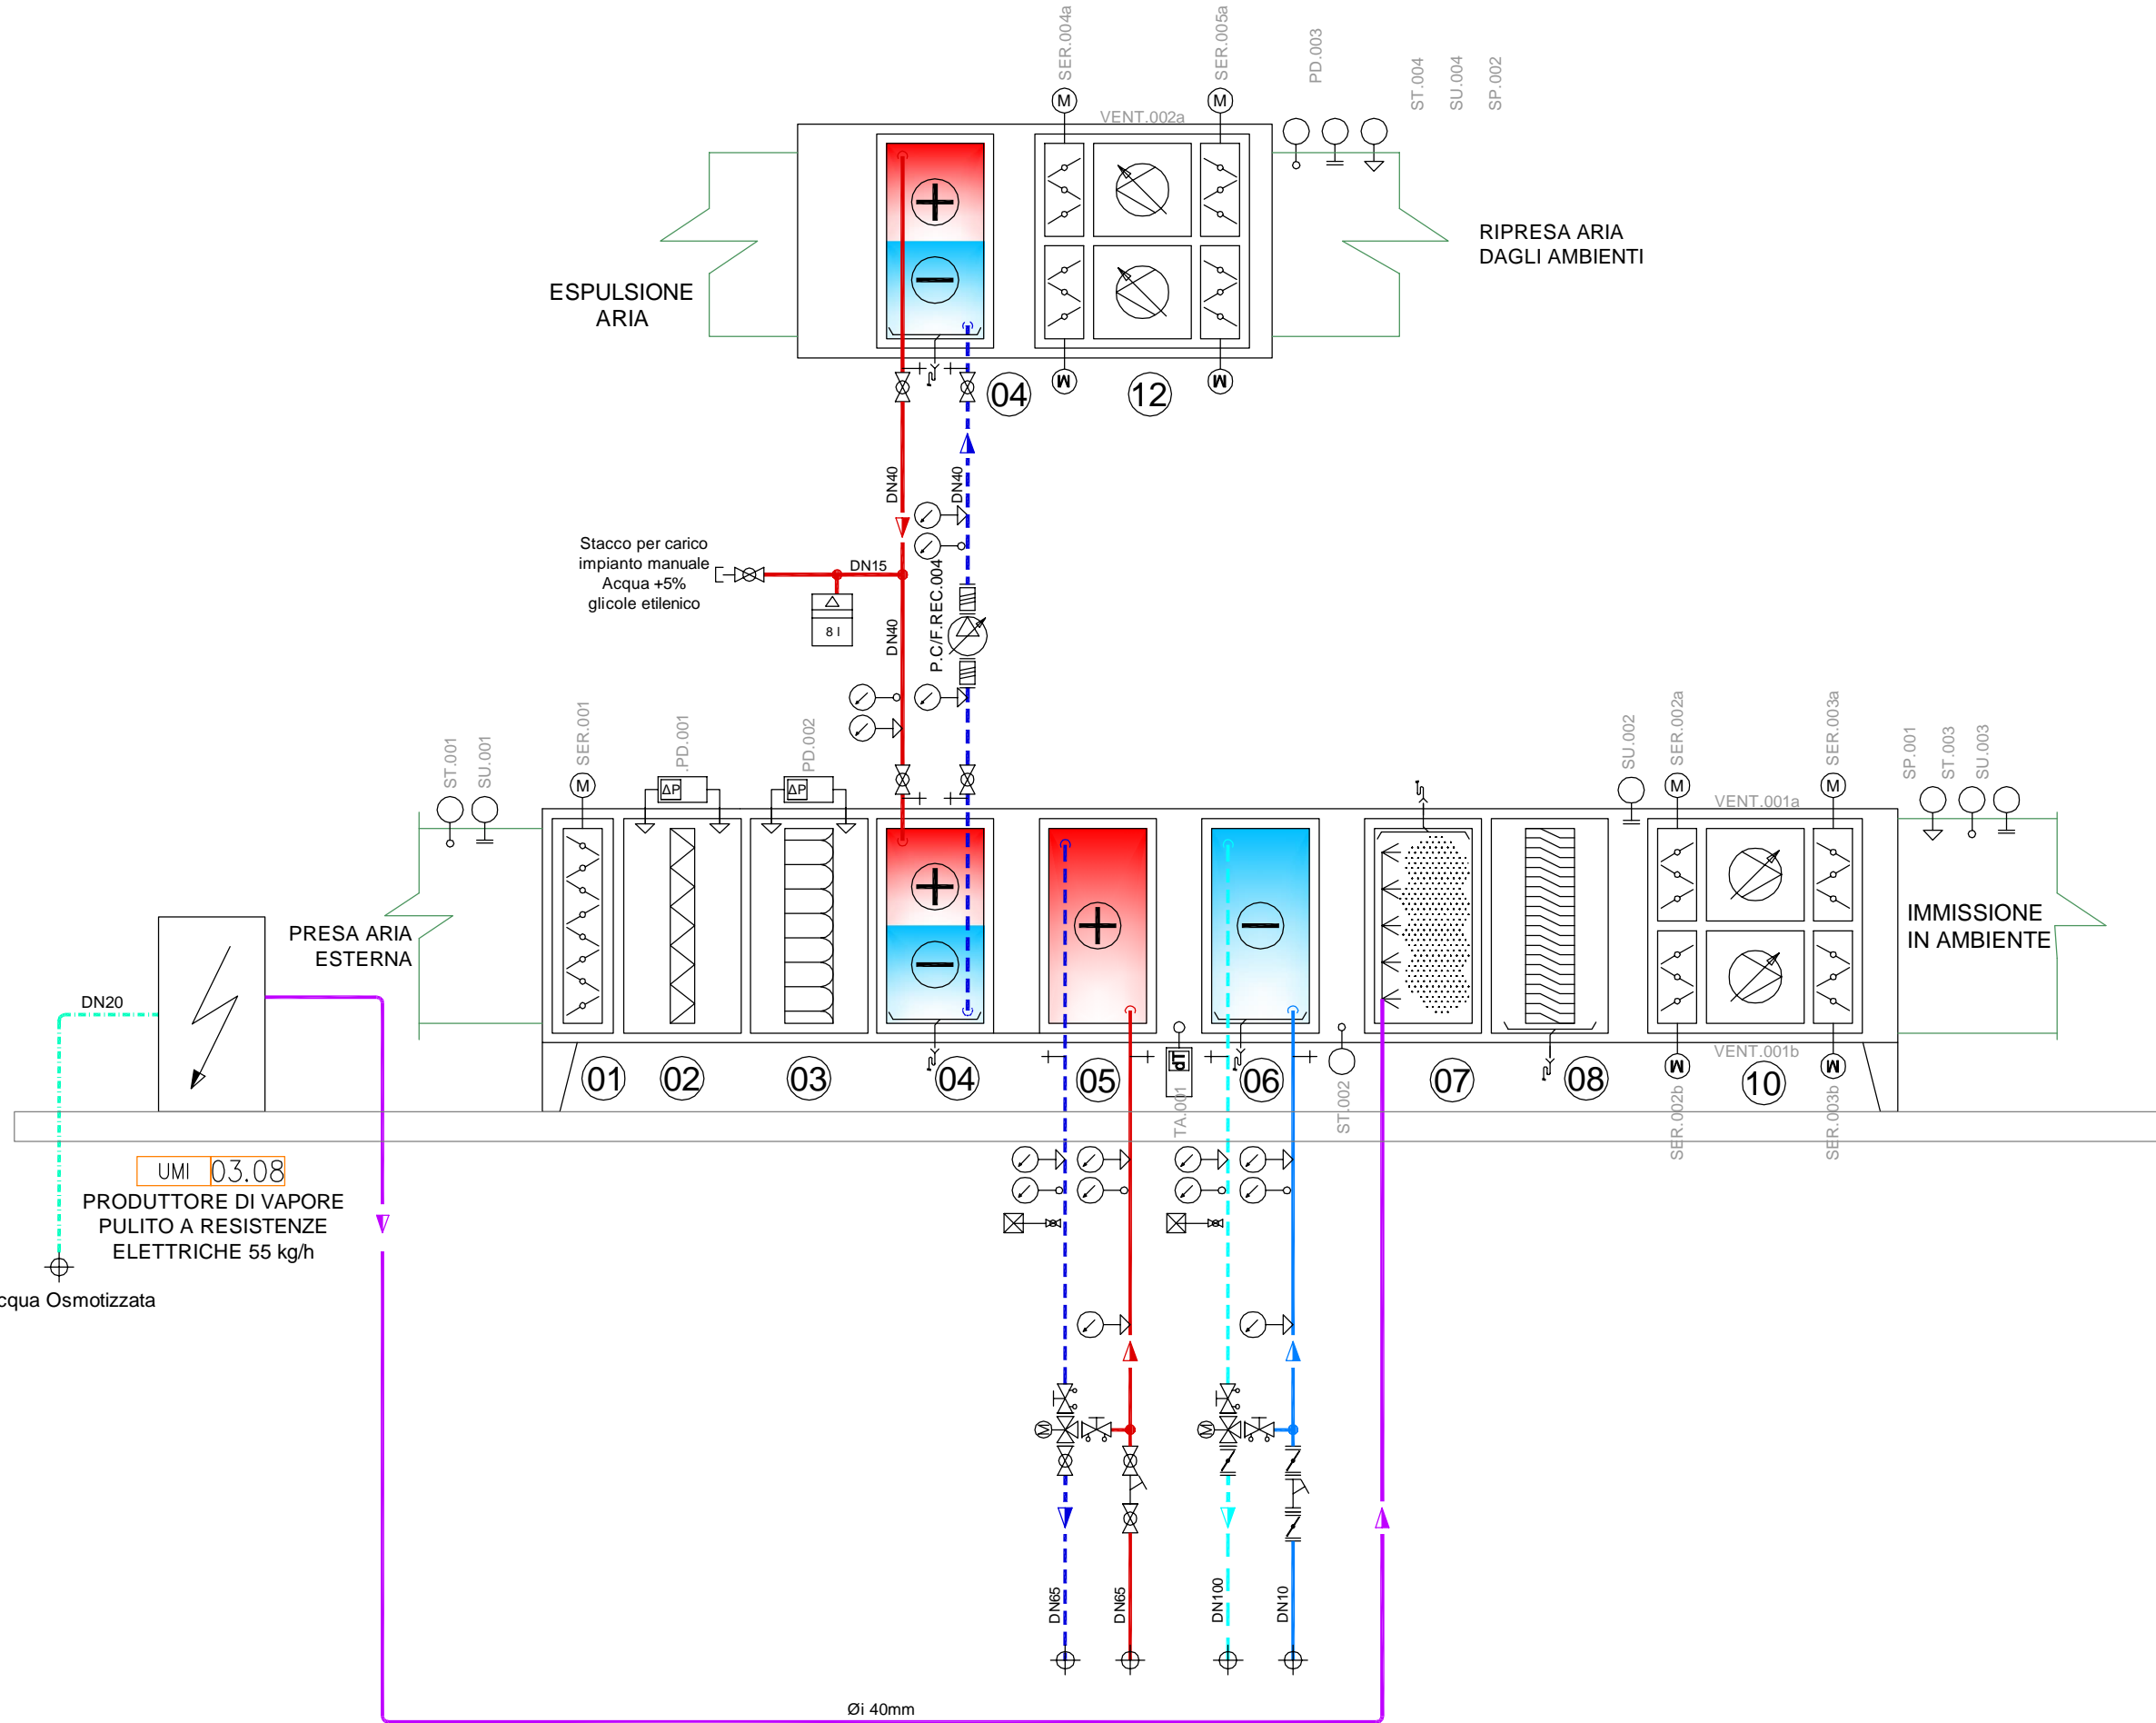 SER.004a
SER.005a
PD.003
ST.004
SU.004
SP.002
M
M
VENT.002a
RIPRESA ARIA
DAGLI AMBIENTI
ESPULSIONE
ARIA
M
M
04
12
DN40
DN40
Stacco per carico
impianto manuale
Acqua +5%
glicole etilenico
DN15
8 l
DN40
P.C/F.REC.004
ST.001
SU.001
SER.001
.PD.001
PD.002
SU.002
SER.002a
SER.003a
SP.001
ST.003
SU.003
M
ΔP
ΔP
M
M
VENT.001a
PRESA ARIA
ESTERNA
IMMISSIONE
IN AMBIENTE
DN20
01
02
03
04
05
06
07
08
10
VENT.001b
M
M
TA.001
ST.002
SER.002b
SER.003b
UMI 03.08
PRODUTTORE DI VAPORE
PULITO A RESISTENZE
ELETTRICHE 55 kg/h
cqua Osmotizzata
M
M
DN65
DN65
DN100
DN10
Øi 40mm